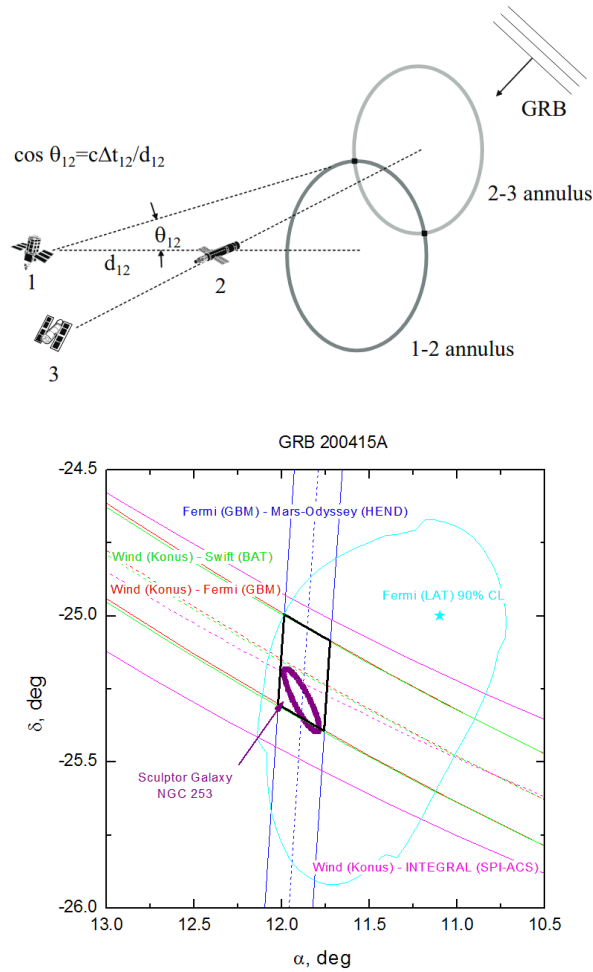 GRB
cos θ12=cΔt12/d12
2-3 annulus
θ12
d12
1
2
3
1-2 annulus
GRB 200415A
-24.5
Fermi (GBM) - Mars-Odyssey (HEND)
Wind (Konus) - Swift (BAT)
Wind (Konus) - Fermi (GBM)
Fermi (LAT) 90% CL
-25.0
δ, deg
-25.5
Sculptor Galaxy
NGC 253
Wind (Konus) - INTEGRAL (SPI-ACS)
-26.0
13.0 12.5 12.0 11.5 11.0 10.5
α, deg